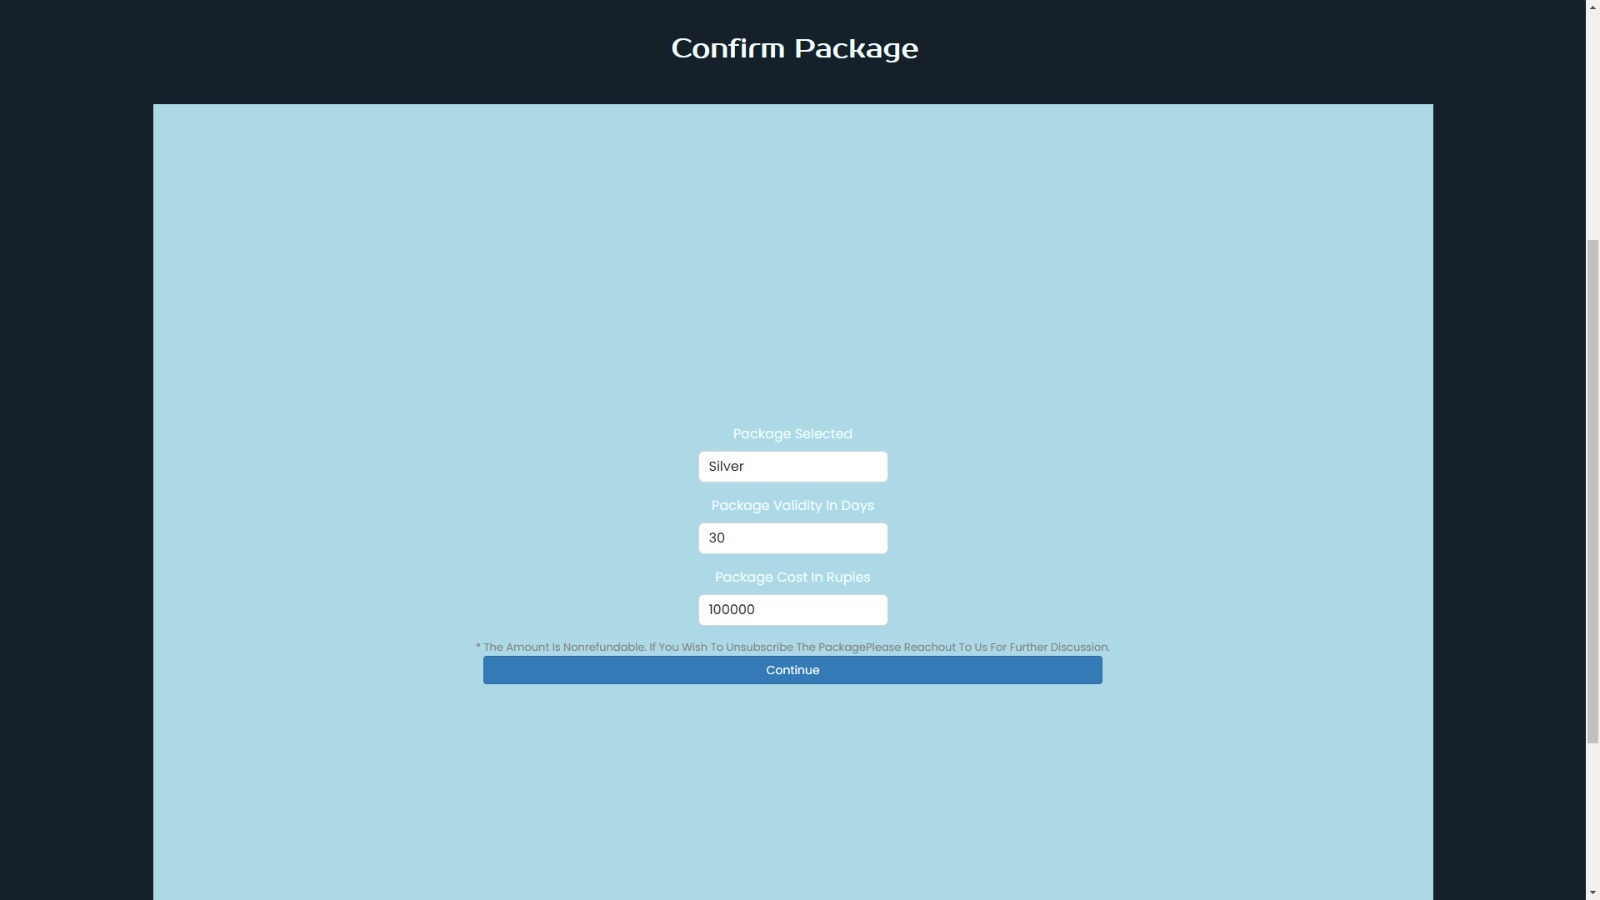 Confirm Package
Package Selected
Silver
Package Validity In Days
30
Package Cost In Rupies
100000
* The Amount Is Nonrefundable. If You Wish To Unsubscribe The PackagePlease Reachout To Us For Further Discussion.
Continue